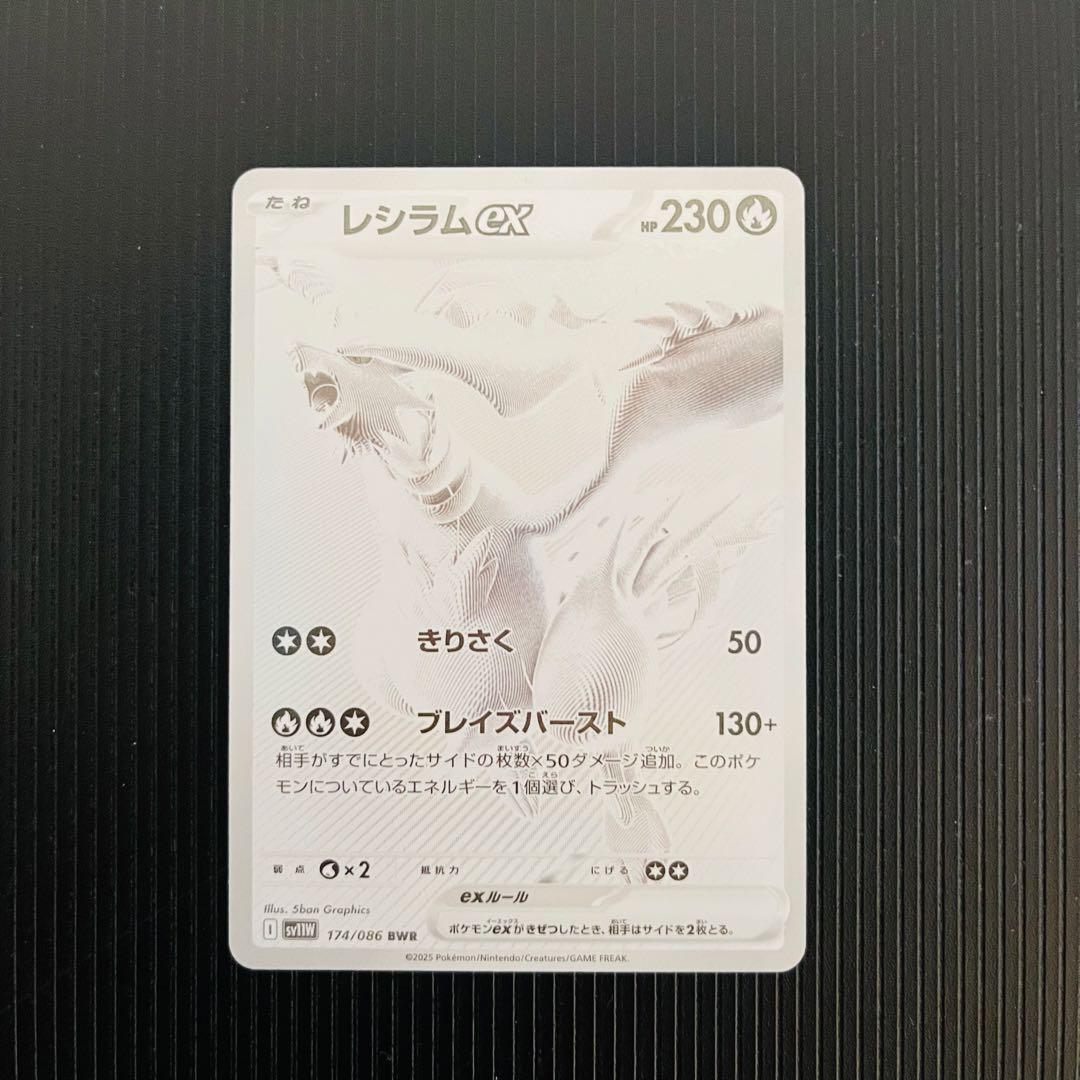 たね レシラムex HP230
きりさく 50
ブレイズバースト 130+
相手がすでにとったサイドの枚数×50ダメージ追加。このポケ
モンについているエネルギーを1個選び、トラッシュする。
弱点 ×2 抵抗力 にげる
exルール
ポケモンexがきぜつしたとき、相手はサイドを2枚とる。
Illus. 5ban Graphics
I SV11W 174/086 BWR
©2025 Pokémon/Nintendo/Creatures/GAME FREAK.